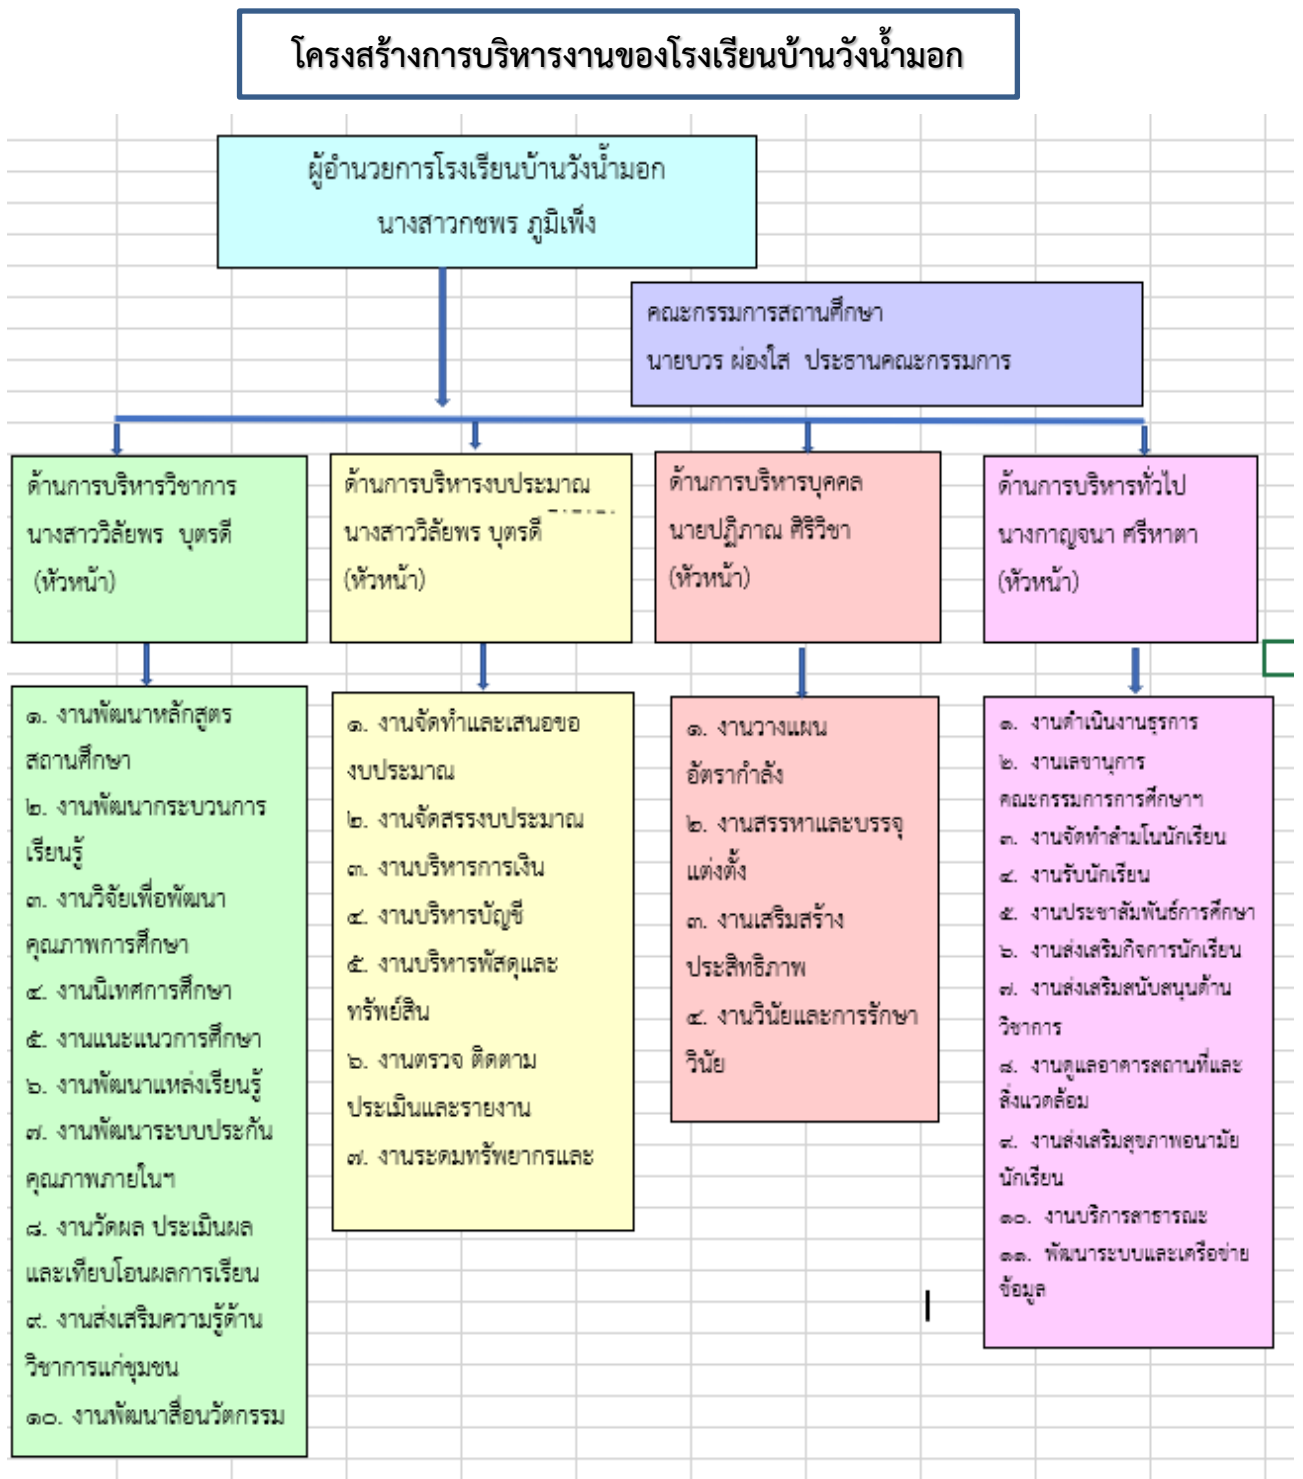 โครงสร้างการบริหารงานของโรงเรียนบ้านวังน้ำมอก
ผู้อำนวยการโรงเรียนบ้านวังน้ำมอก
นางสาวกชพร ภูมิเพ็ง
คณะกรรมการสถานศึกษา
นายบวร ผ่องใส ประธานคณะกรรมการ
ด้านการบริหารวิชาการ
นางสาววิลัยพร บุตรดี
(หัวหน้า)
ด้านการบริหารงบประมาณ
นางสาววิลัยพร บุตรดี
(หัวหน้า)
ด้านการบริหารบุคคล
นายปฏิภาณ ศิริวิชา
(หัวหน้า)
ด้านการบริหารทั่วไป
นางกาญจนา ศรีหาตา
(หัวหน้า)
๑. งานพัฒนาหลักสูตร
สถานศึกษา
๒. งานพัฒนากระบวนการ
เรียนรู้
๓. งานวิจัยเพื่อพัฒนา
คุณภาพการศึกษา
๔. งานนิเทศการศึกษา
๕. งานแนะแนวการศึกษา
๖. งานพัฒนาแหล่งเรียนรู้
๗. งานพัฒนาระบบประกัน
คุณภาพภายในฯ
๘. งานวัดผล ประเมินผล
และเทียบโอนผลการเรียน
๙. งานส่งเสริมความรู้ด้าน
วิชาการแก่ชุมชน
๑๐. งานพัฒนาสื่อนวัตกรรม
๑. งานจัดทำและเสนอขอ
งบประมาณ
๒. งานจัดสรรงบประมาณ
๓. งานบริหารการเงิน
๔. งานบริหารบัญชี
๕. งานบริหารพัสดุและ
ทรัพย์สิน
๖. งานตรวจ ติดตาม
ประเมินและรายงาน
๗. งานระดมทรัพยากรและ
๑. งานวางแผน
อัตรากำลัง
๒. งานสรรหาและบรรจุ
แต่งตั้ง
๓. งานเสริมสร้าง
ประสิทธิภาพ
๔. งานวินัยและการรักษา
วินัย
๑. งานดำเนินงานธุรการ
๒. งานเลขานุการ
คณะกรรมการการศึกษาฯ
๓. งานจัดทำสำมโนนักเรียน
๔. งานรับนักเรียน
๕. งานประชาสัมพันธ์การศึกษา
๖. งานส่งเสริมกิจการนักเรียน
๗. งานส่งเสริมสนับสนุนด้าน
วิชาการ
๘. งานดูแลอาคารสถานที่และ
สิ่งแวดล้อม
๙. งานส่งเสริมสุขภาพอนามัย
นักเรียน
๑๐. งานบริการสาธารณะ
๑๑. พัฒนาระบบและเครือข่าย
ข้อมูล